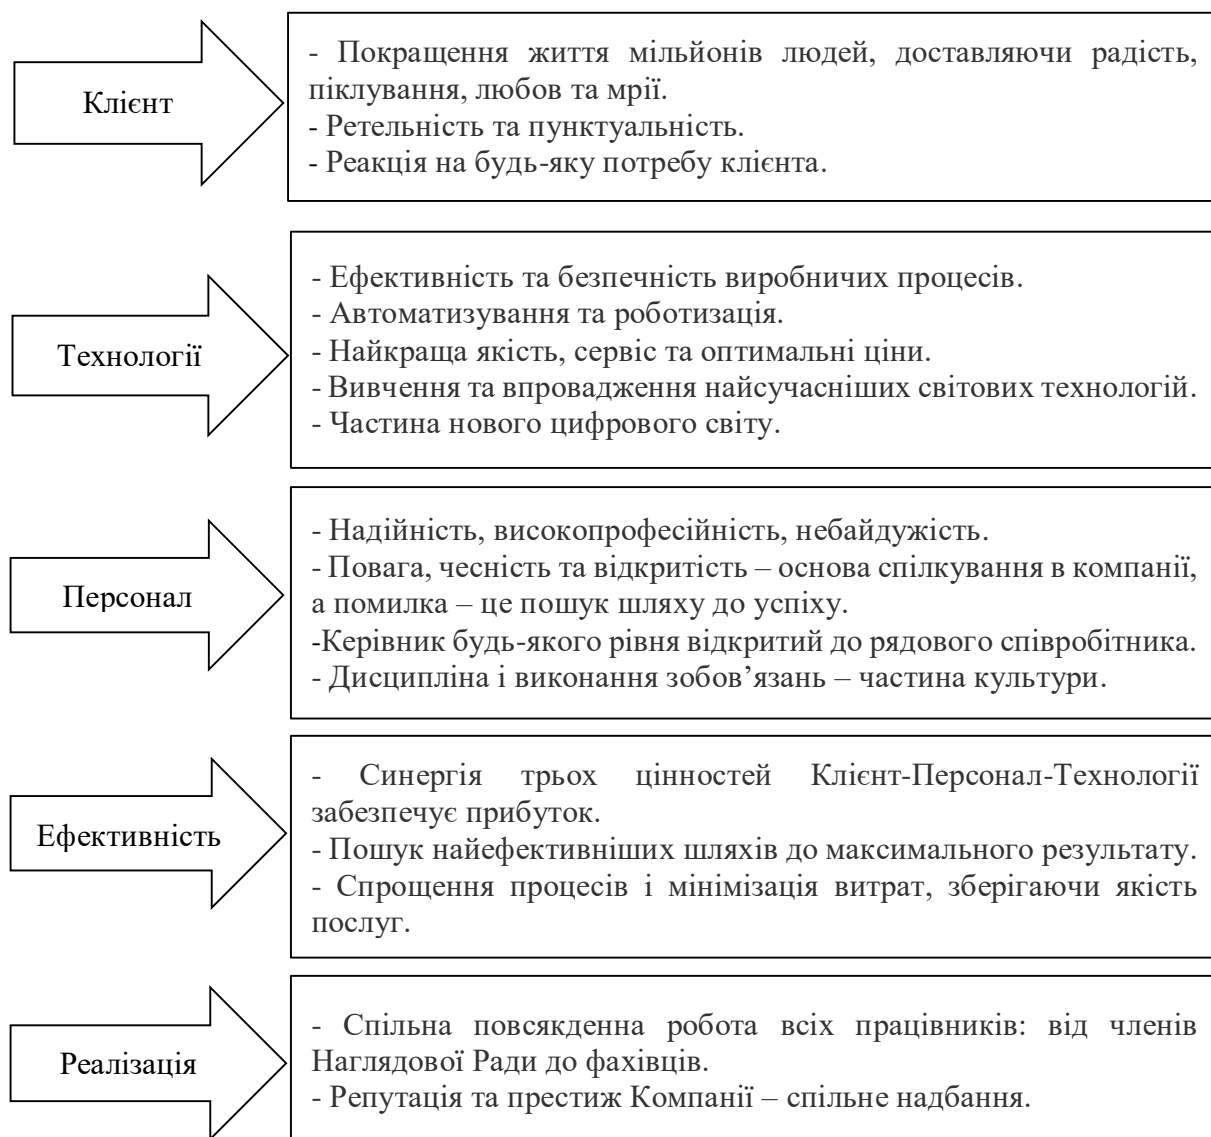 Клієнт
- Покращення життя мільйонів людей, доставляючи радість,
піклування, любов та мрії.
- Ретельність та пунктуальність.
- Реакція на будь-яку потребу клієнта.
Технології
- Ефективність та безпечність виробничих процесів.
- Автоматизування та роботизація.
- Найкраща якість, сервіс та оптимальні ціни.
- Вивчення та впровадження найсучасніших світових технологій.
- Частина нового цифрового світу.
Персонал
- Надійність, високопрофесійність, небайдужість.
- Повага, чесність та відкритість – основа спілкування в компанії,
а помилка – це пошук шляху до успіху.
-Керівник будь-якого рівня відкритий до рядового співробітника.
- Дисципліна і виконання зобов’язань – частина культури.
Ефективність
- Синергія трьох цінностей Клієнт-Персонал-Технології
забезпечує прибуток.
- Пошук найефективніших шляхів до максимального результату.
- Спрощення процесів і мінімізація витрат, зберігаючи якість
послуг.
Реалізація
- Спільна повсякденна робота всіх працівників: від членів
Наглядової Ради до фахівців.
- Репутація та престиж Компанії – спільне надбання.